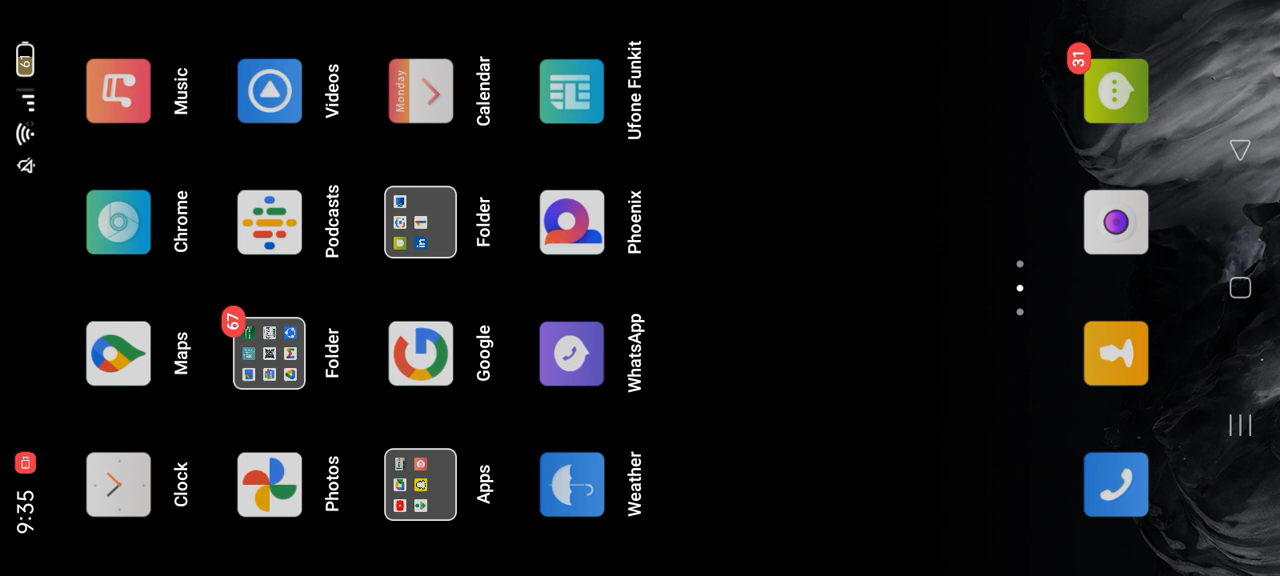 9:35
61
Clock
Maps
Chrome
Music
Photos
67
Folder
Podcasts
Videos
Monday
Apps
Google
Folder
Calendar
Weather
WhatsApp
Phoenix
Ufone Funkit
31